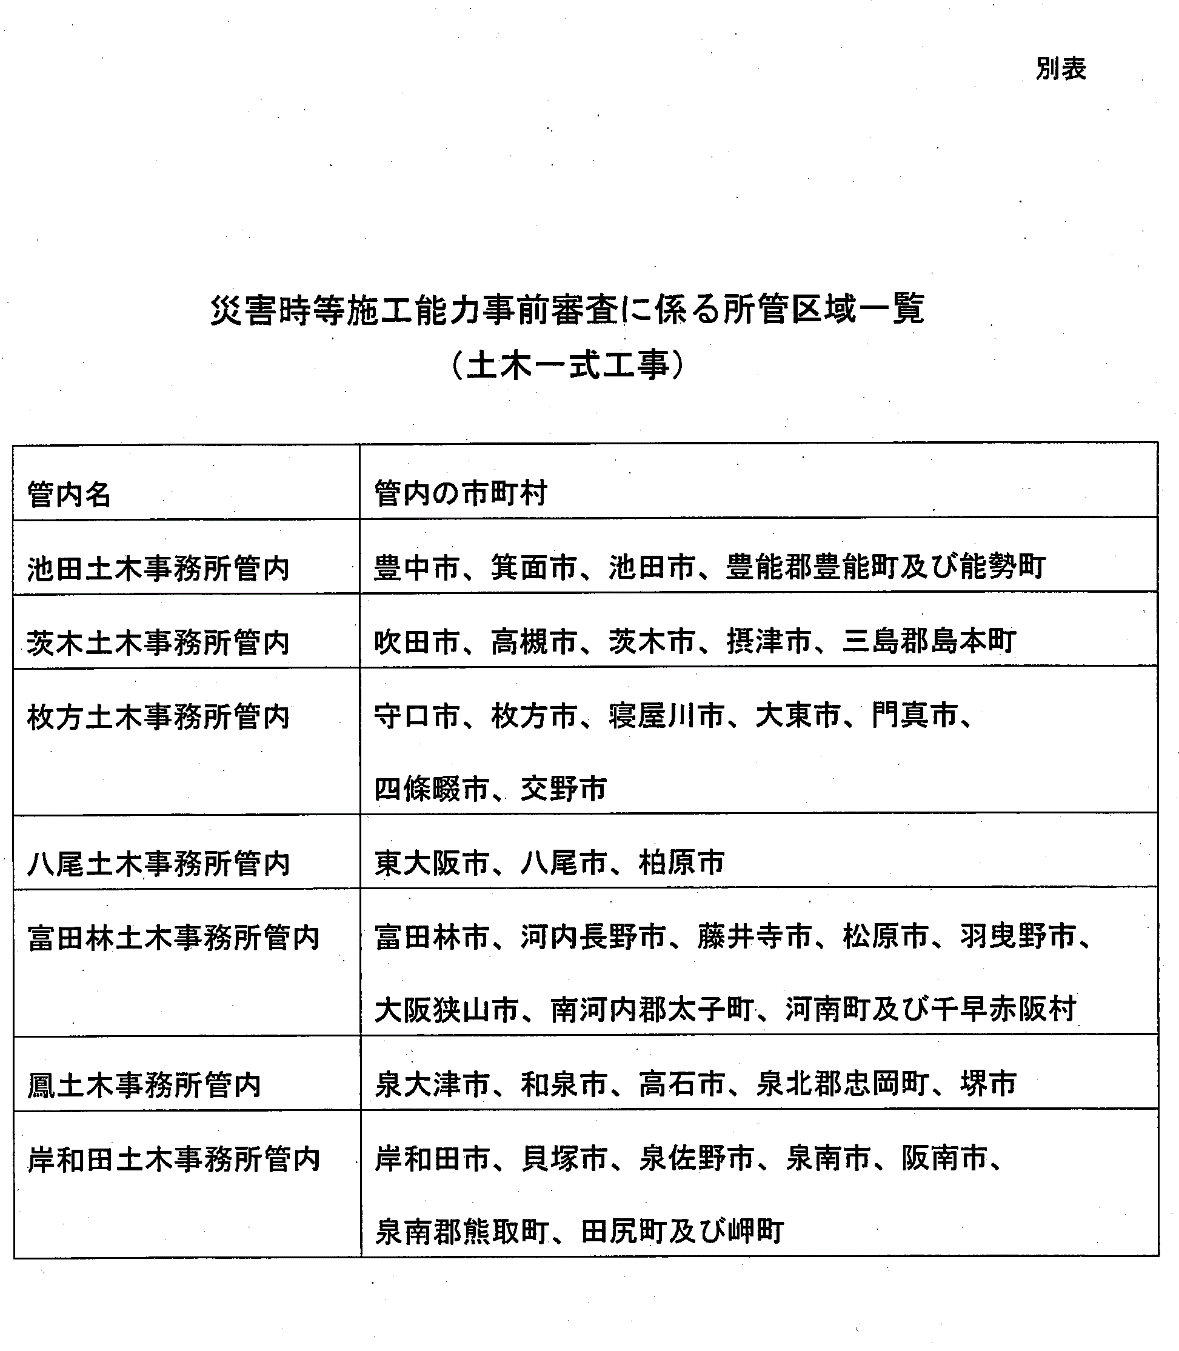 別表
災害時等施工能力事前審査に係る所管区域一覧
（土木一式工事）
管内名 管内の市町村
池田土木事務所管内 豊中市、箕面市、池田市、豊能郡豊能町及び能勢町
茨木土木事務所管内 吹田市、高槻市、茨木市、摂津市、三島郡島本町
枚方土木事務所管内 守口市、枚方市、寝屋川市、大東市、門真市、
四條畷市、交野市
八尾土木事務所管内 東大阪市、八尾市、柏原市
富田林土木事務所管内 富田林市、河内長野市、藤井寺市、松原市、羽曳野市、
大阪狭山市、南河内郡太子町、河南町及び千早赤阪村
鳳土木事務所管内 泉大津市、和泉市、高石市、泉北郡忠岡町、堺市
岸和田土木事務所管内 岸和田市、貝塚市、泉佐野市、泉南市、阪南市、
泉南郡熊取町、田尻町及び岬町